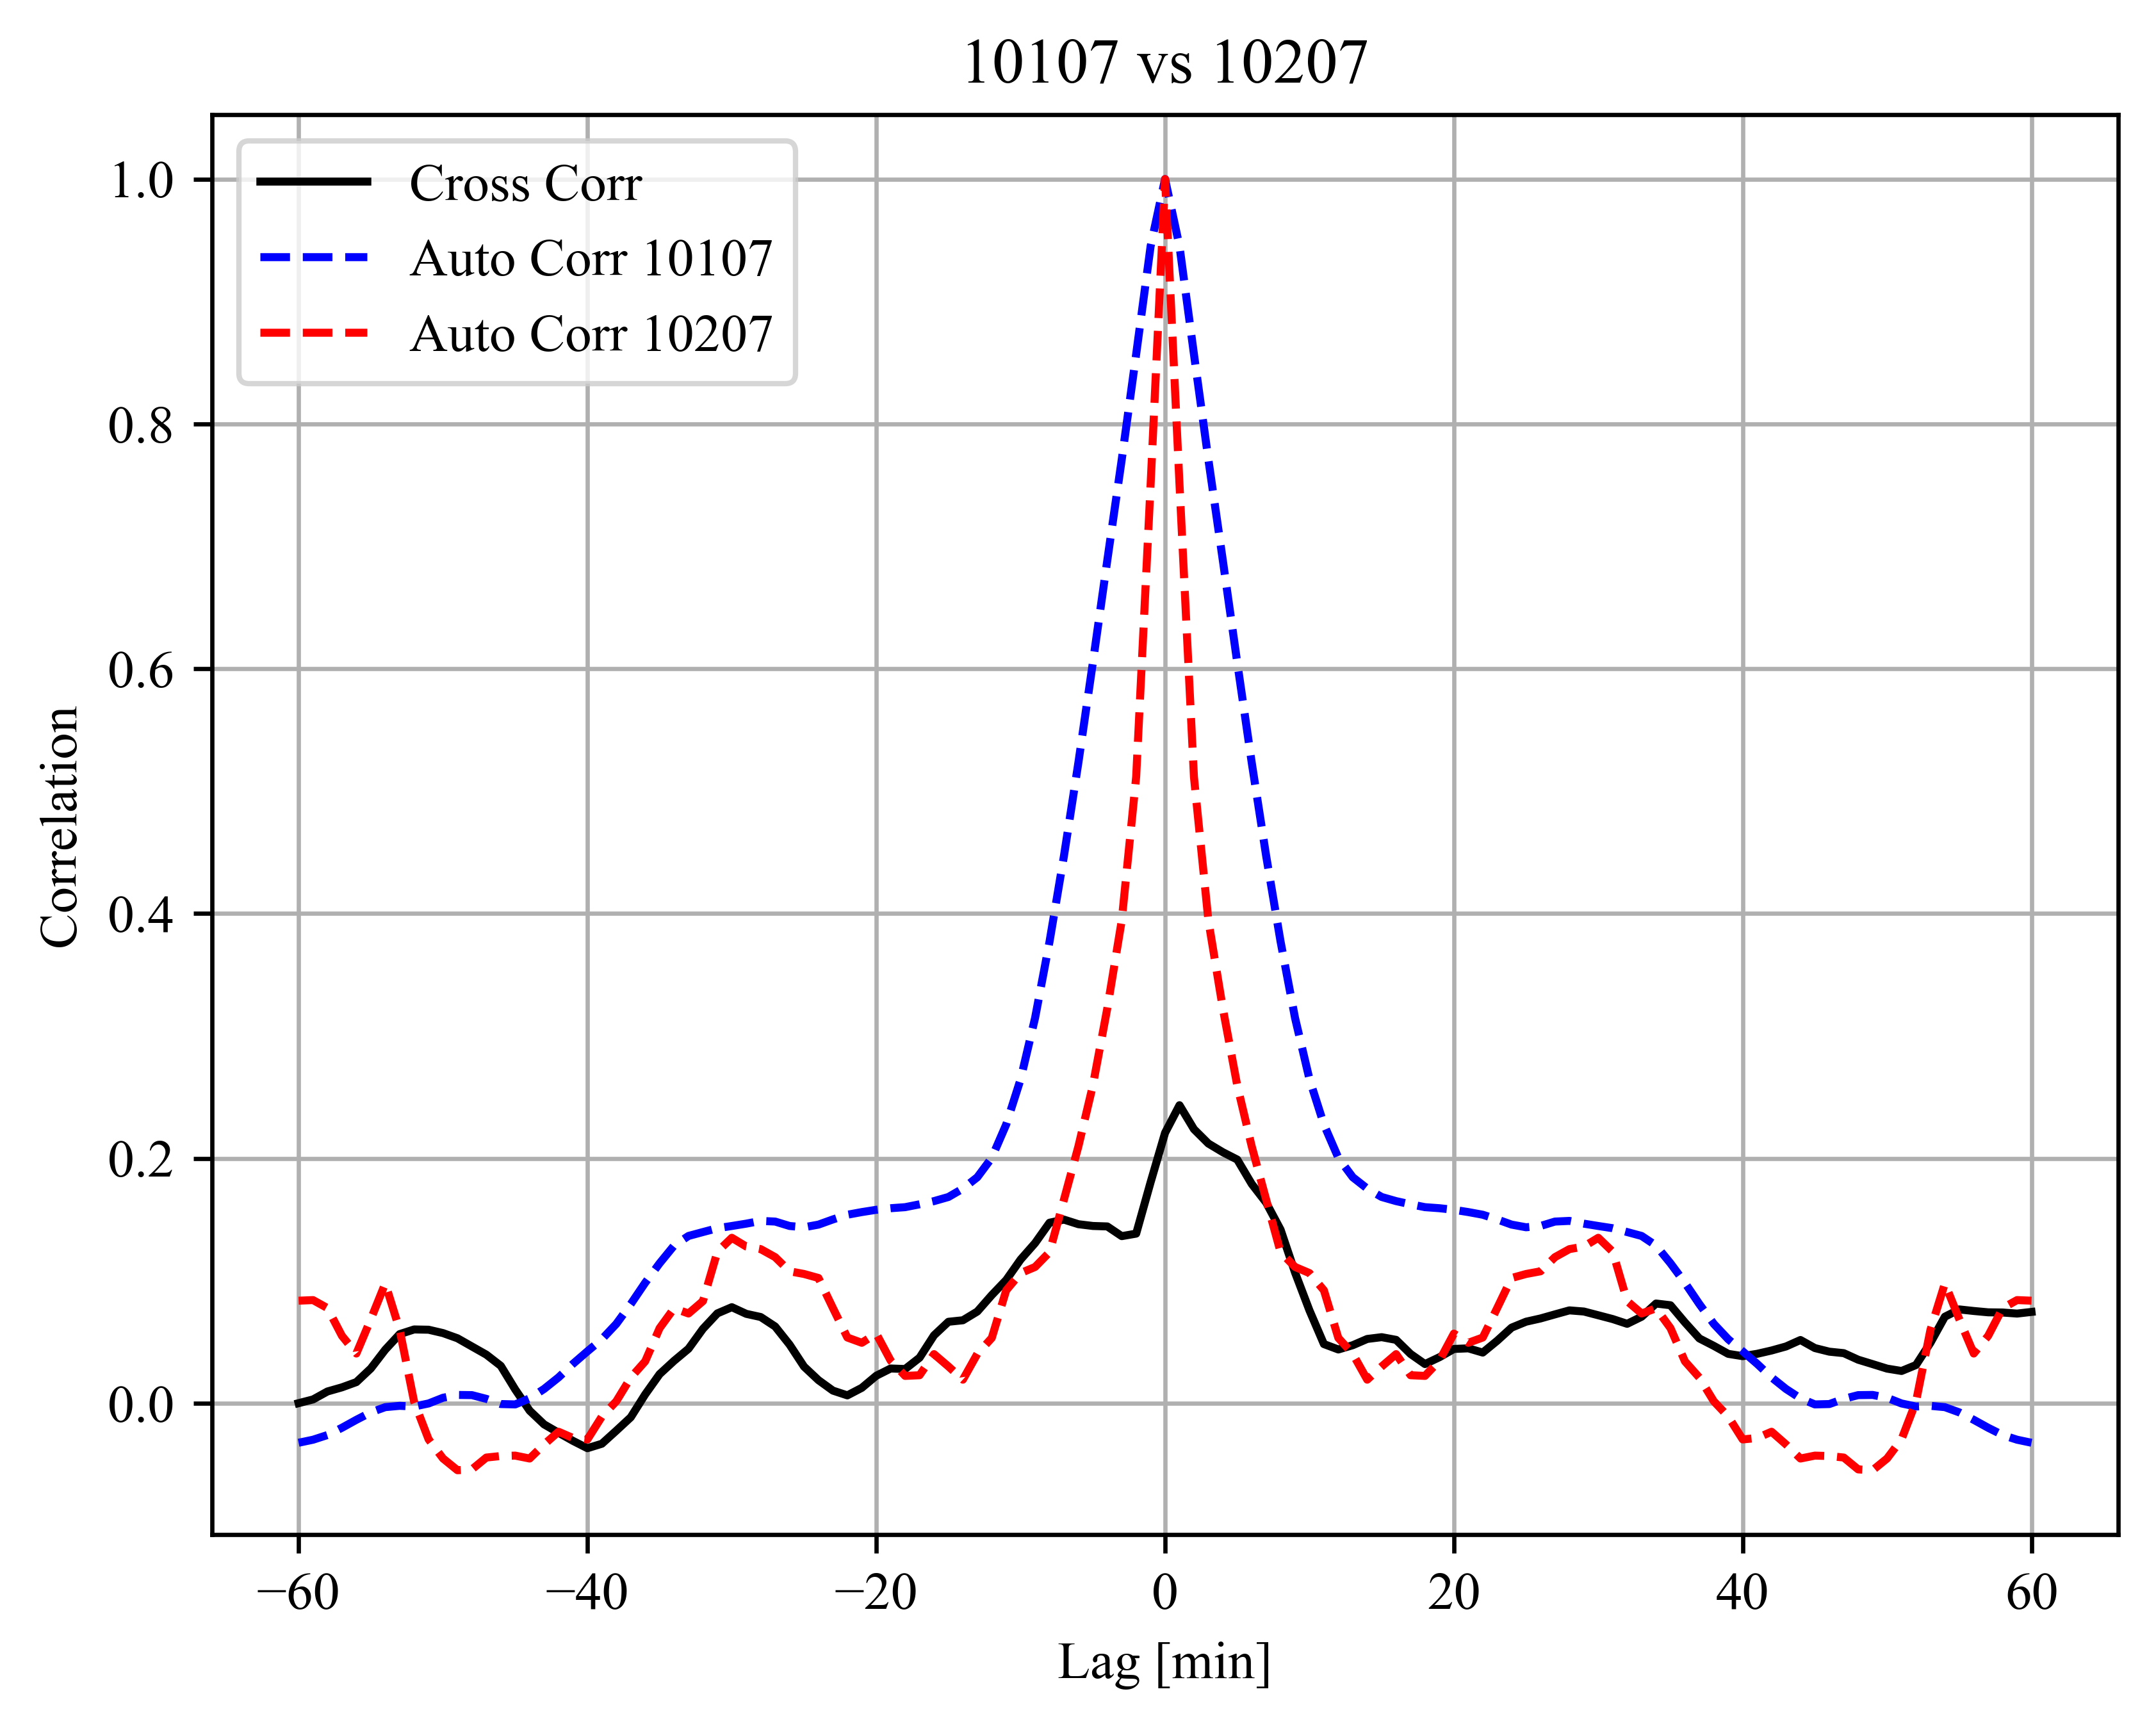 10107 vs 10207
Cross Corr
Auto Corr 10107
Auto Corr 10207
1.0
0.8
0.6
0.4
0.2
0.0
Correlation
−60
−40
−20
0
20
40
60
Lag [min]